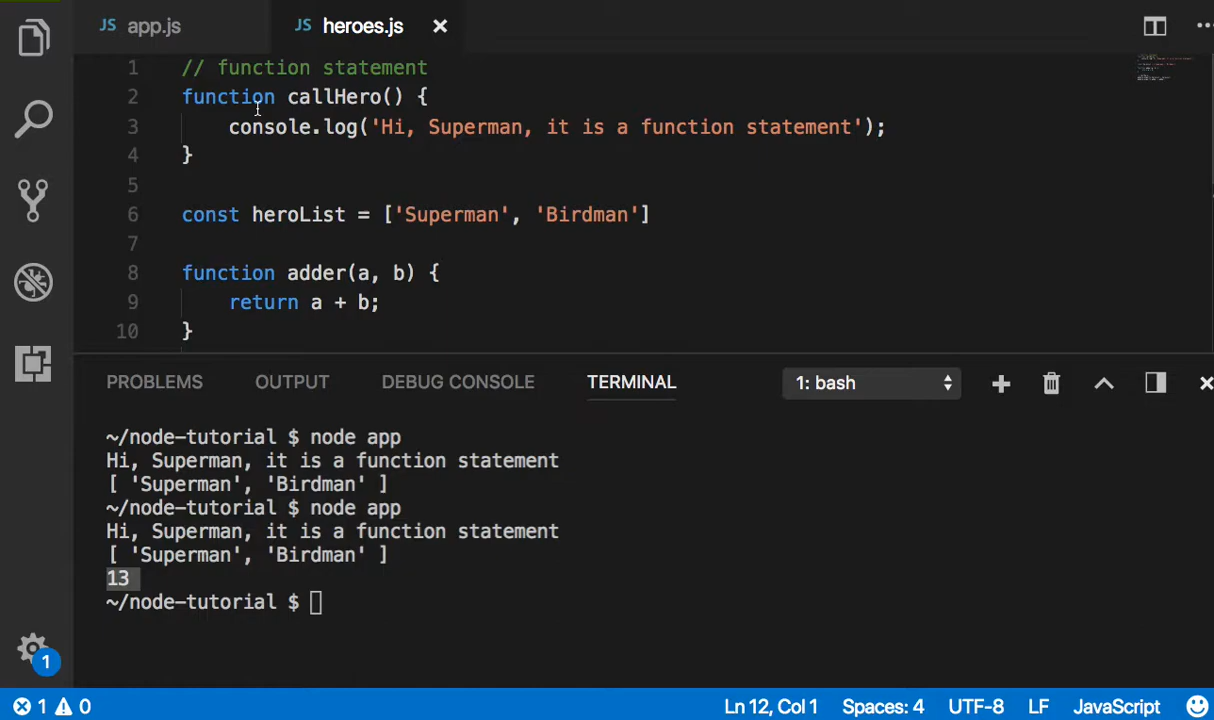 JS app.js JS heroes.js
1 // function statement
2 function callHero() {
3 console.log('Hi, Superman, it is a function statement');
4 }
5
6 const heroList = ['Superman', 'Birdman']
7
8 function adder(a, b) {
9 return a + b;
10 }
PROBLEMS OUTPUT DEBUG CONSOLE TERMINAL 1: bash
~/node-tutorial $ node app
Hi, Superman, it is a function statement
[ 'Superman', 'Birdman' ]
~/node-tutorial $ node app
Hi, Superman, it is a function statement
[ 'Superman', 'Birdman' ]
13
~/node-tutorial $
1
1 0 Ln 12, Col 1 Spaces: 4 UTF-8 LF JavaScript